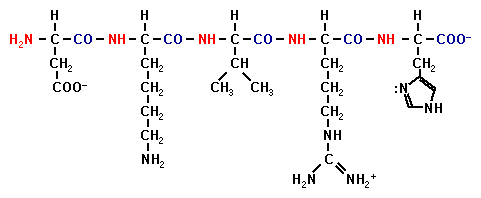 H H H H H
H₂N C CO NH C CO NH C CO NH C CO NH C COO⁻
CH₂ CH₂ CH CH₂ CH₂
COO⁻ CH₂ CH₃ CH₃ CH₂ :N
CH₂ CH₂ NH
CH₂ NH
NH₂ C
H₂N NH₂⁺